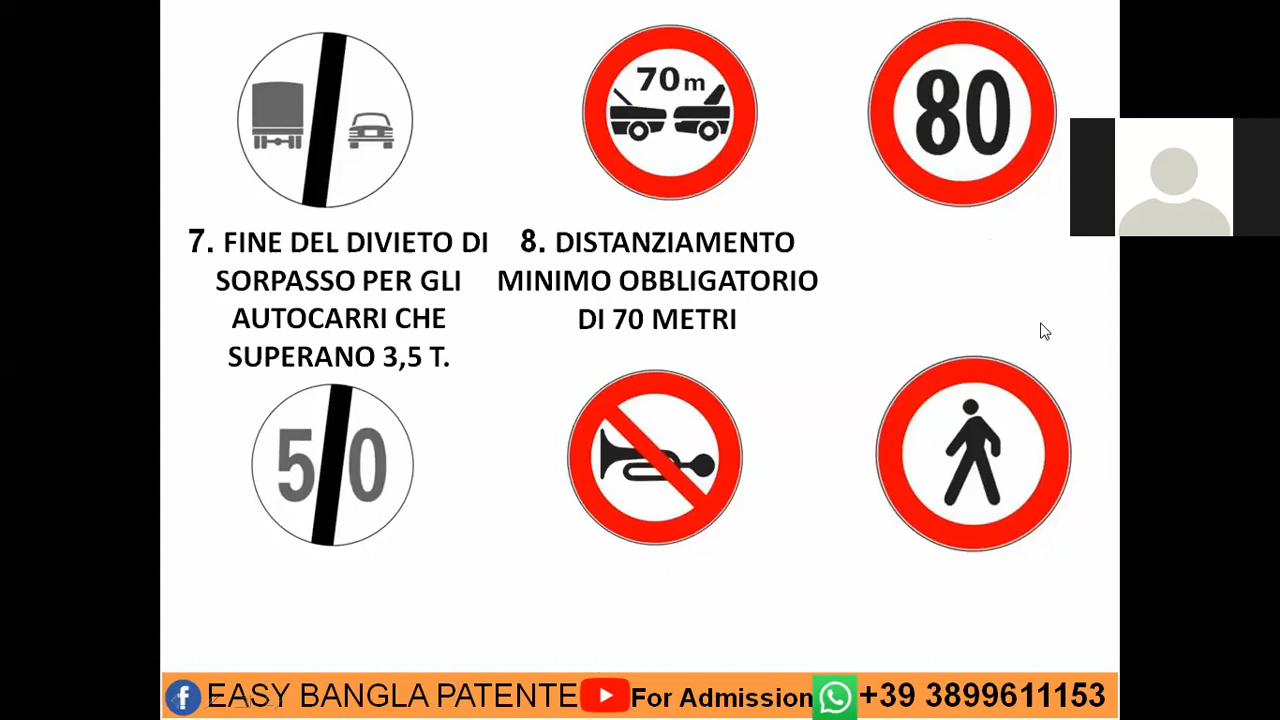 70m
80
7. FINE DEL DIVIETO DI
SORPASSO PER GLI
AUTOCARRI CHE
SUPERANO 3,5 T.
8. DISTANZIAMENTO
MINIMO OBBLIGATORIO
DI 70 METRI
50
EASY BANGLA PATENTE For Admission +39 3899611153